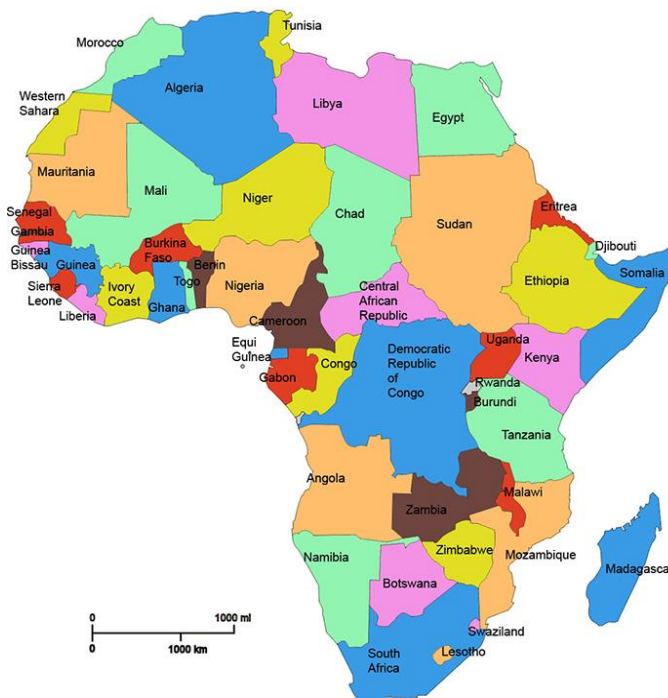 Tunisia
Morocco
Algeria
Western
Sahara
Libya
Egypt
Mauritania
Mali
Niger
Chad
Sudan
Eritrea
Senegal
Gambia
Guinea
Bissau
Guinea
Burkina
Faso
Benin
Nigeria
Djibouti
Somalia
Ethiopia
Sierra
Leone
Ivory
Coast
Togo
Ghana
Liberia
Central
African
Republic
Cameroon
Equi
Guinea
Gabon
Congo
Democratic
Republic
of
Congo
Uganda
Kenya
Rwanda
Burundi
Tanzania
Angola
Zambia
Malawi
Mozambique
Zimbabwe
Namibia
Botswana
Madagasca
Swaziland
South
Africa
Lesotho
0 1000 mi
0 1000 km